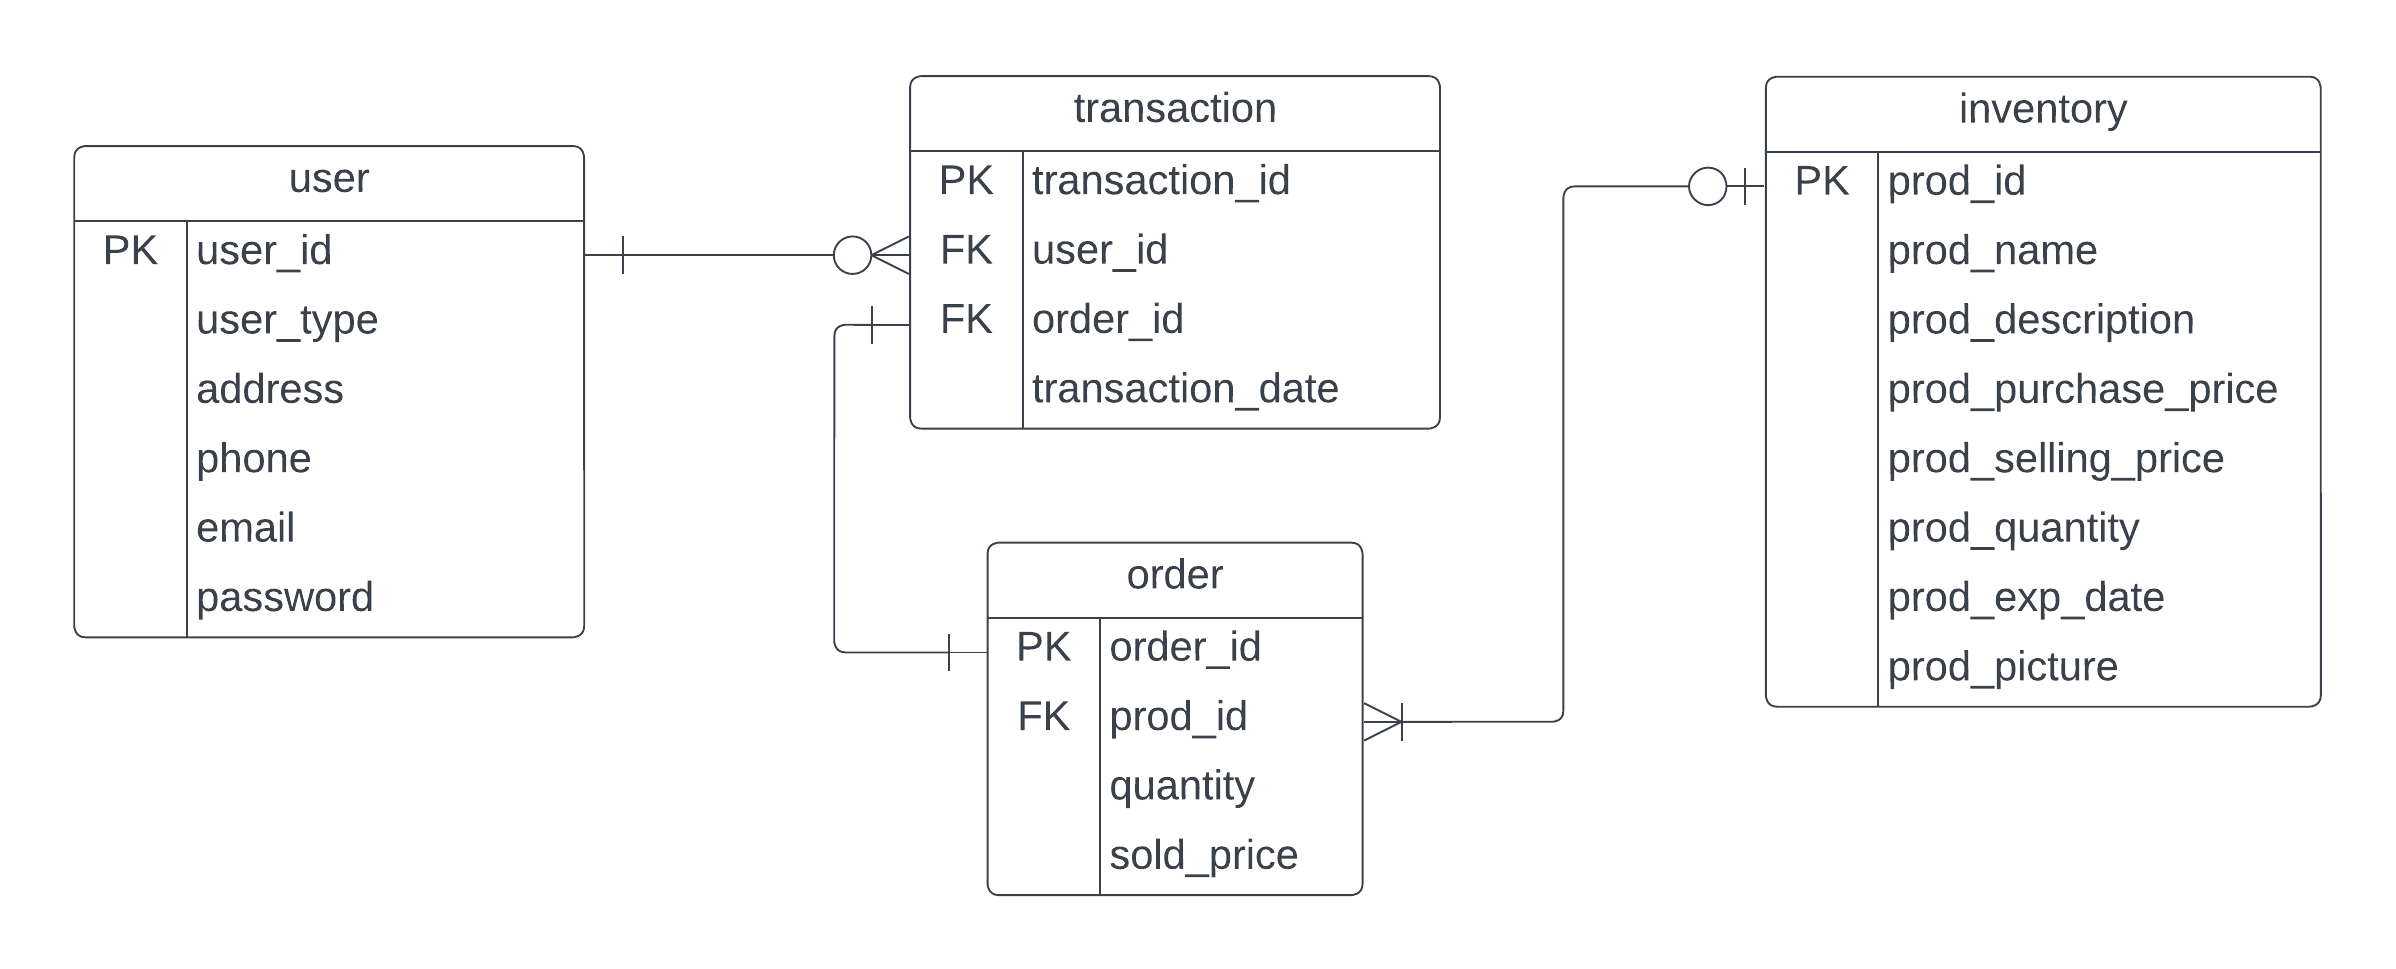 user
PK user_id
user_type
address
phone
email
password
transaction
PK transaction_id
FK user_id
FK order_id
transaction_date
order
PK order_id
FK prod_id
quantity
sold_price
inventory
PK prod_id
prod_name
prod_description
prod_purchase_price
prod_selling_price
prod_quantity
prod_exp_date
prod_picture